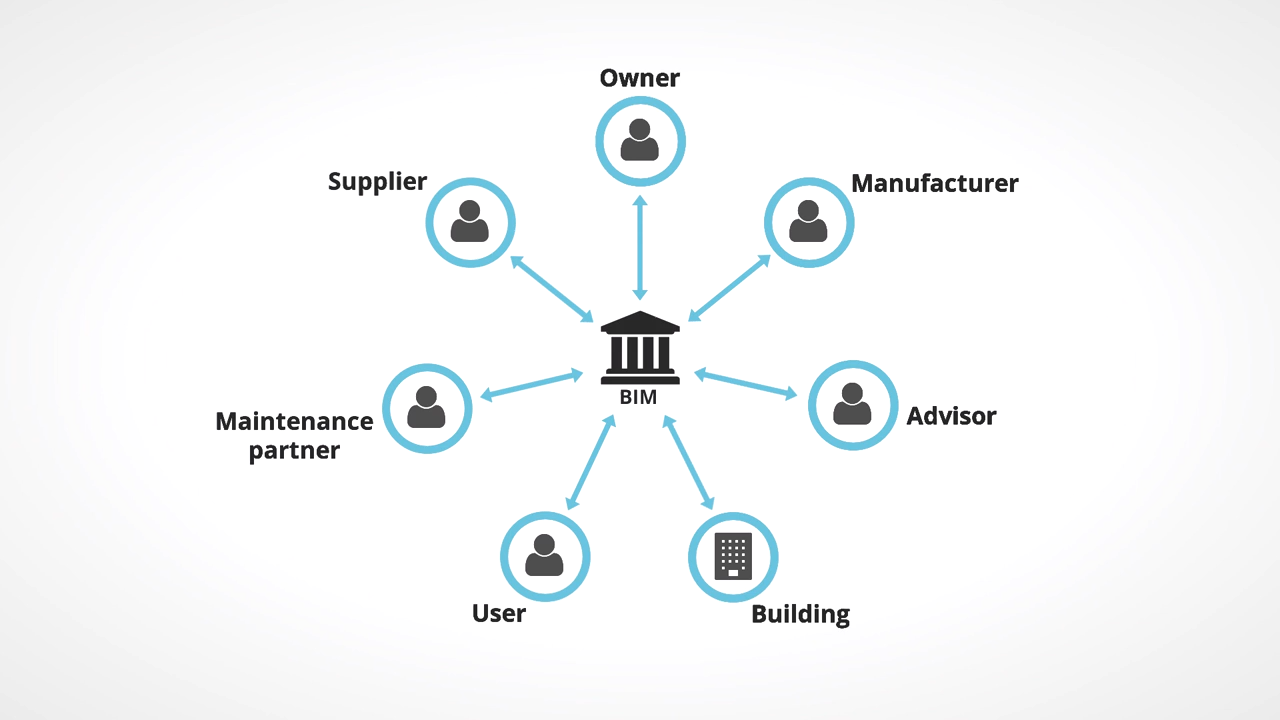 Owner
Supplier
Manufacturer
BIM
Maintenance
partner
Advisor
User
Building